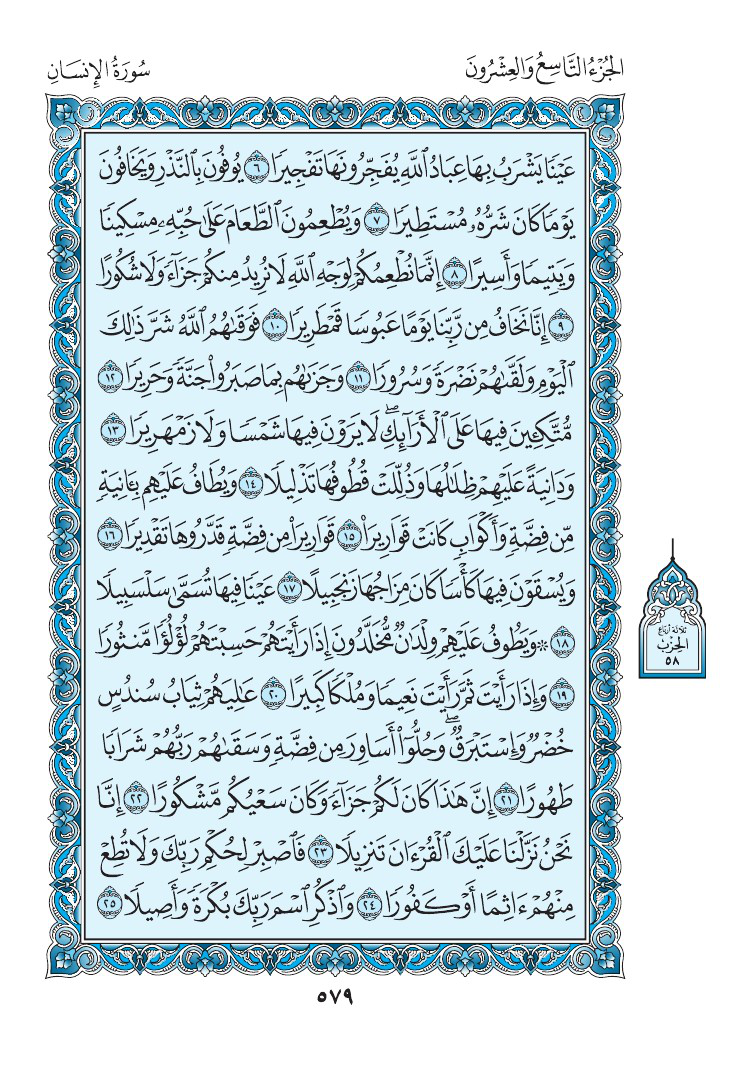 الجُزْءُ التَّاسِعُ وَالعِشْرُونَ
سُورَةُ الإِنسَانِ
عَيْنًا يَشْرَبُ بِهَا عِبَادُ ٱللَّهِ يُفَجِّرُونَهَا تَفْجِيرًا ٦ يُوفُونَ بِٱلنَّذْرِ وَيَخَافُونَ
يَوْمًا كَانَ شَرُّهُۥ مُسْتَطِيرًا ٧ وَيُطْعِمُونَ ٱلطَّعَامَ عَلَىٰ حُبِّهِۦ مِسْكِينًا
وَيَتِيمًا وَأَسِيرًا ٨ إِنَّمَا نُطْعِمُكُمْ لِوَجْهِ ٱللَّهِ لَا نُرِيدُ مِنكُمْ جَزَآءً وَلَا شُكُورًا
٩ إِنَّا نَخَافُ مِن رَّبِّنَا يَوْمًا عَبُوسًا قَمْطَرِيرًا ١٠ فَوَقَىٰهُمُ ٱللَّهُ شَرَّ ذَٰلِكَ
ٱلْيَوْمِ وَلَقَّىٰهُمْ نَضْرَةً وَسُرُورًا ١١ وَجَزَىٰهُم بِمَا صَبَرُوا۟ جَنَّةً وَحَرِيرًا ١٢
مُّتَّكِـِٔينَ فِيهَا عَلَى ٱلْأَرَآئِكِ ۖ لَا يَرَوْنَ فِيهَا شَمْسًا وَلَا زَمْهَرِيرًا ١٣
وَدَانِيَةً عَلَيْهِمْ ظِلَٰلُهَا وَذُلِّلَتْ قُطُوفُهَا تَذْلِيلًا ١٤ وَيُطَافُ عَلَيْهِم بِـَٔانِيَةٍ
مِّن فِضَّةٍ وَأَكْوَابٍ كَانَتْ قَوَارِيرَا۠ ١٥ قَوَارِيرَا۟ مِن فِضَّةٍ قَدَّرُوهَا تَقْدِيرًا ١٦
وَيُسْقَوْنَ فِيهَا كَأْسًا كَانَ مِزَاجُهَا زَنجَبِيلًا ١٧ عَيْنًا فِيهَا تُسَمَّىٰ سَلْسَبِيلًا
١٨ ۞ وَيَطُوفُ عَلَيْهِمْ وِلْدَٰنٌ مُّخَلَّدُونَ إِذَا رَأَيْتَهُمْ حَسِبْتَهُمْ لُؤْلُؤًا مَّنثُورًا
١٩ وَإِذَا رَأَيْتَ ثَمَّ رَأَيْتَ نَعِيمًا وَمُلْكًا كَبِيرًا ٢٠ عَٰلِيَهُمْ ثِيَابُ سُندُسٍ
خُضْرٌ وَإِسْتَبْرَقٌ ۖ وَحُلُّوٓا۟ أَسَاوِرَ مِن فِضَّةٍ وَسَقَىٰهُمْ رَبُّهُمْ شَرَابًا
طَهُورًا ٢١ إِنَّ هَٰذَا كَانَ لَكُمْ جَزَآءً وَكَانَ سَعْيُكُم مَّشْكُورًا ٢٢ إِنَّا
نَحْنُ نَزَّلْنَا عَلَيْكَ ٱلْقُرْءَانَ تَنزِيلًا ٢٣ فَٱصْبِرْ لِحُكْمِ رَبِّكَ وَلَا تُطِعْ
مِنْهُمْ ءَاثِمًا أَوْ كَفُورًا ٢٤ وَٱذْكُرِ ٱسْمَ رَبِّكَ بُكْرَةً وَأَصِيلًا ٢٥
ثلاثة أرباع
الحزب
٥٨
٥٧٩